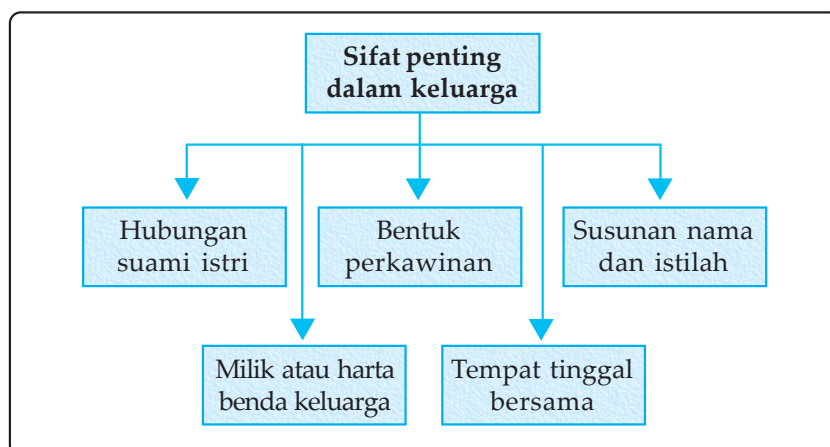 Sifat penting
dalam keluarga
Hubungan
suami istri
Bentuk
perkawinan
Susunan nama
dan istilah
Milik atau harta
benda keluarga
Tempat tinggal
bersama